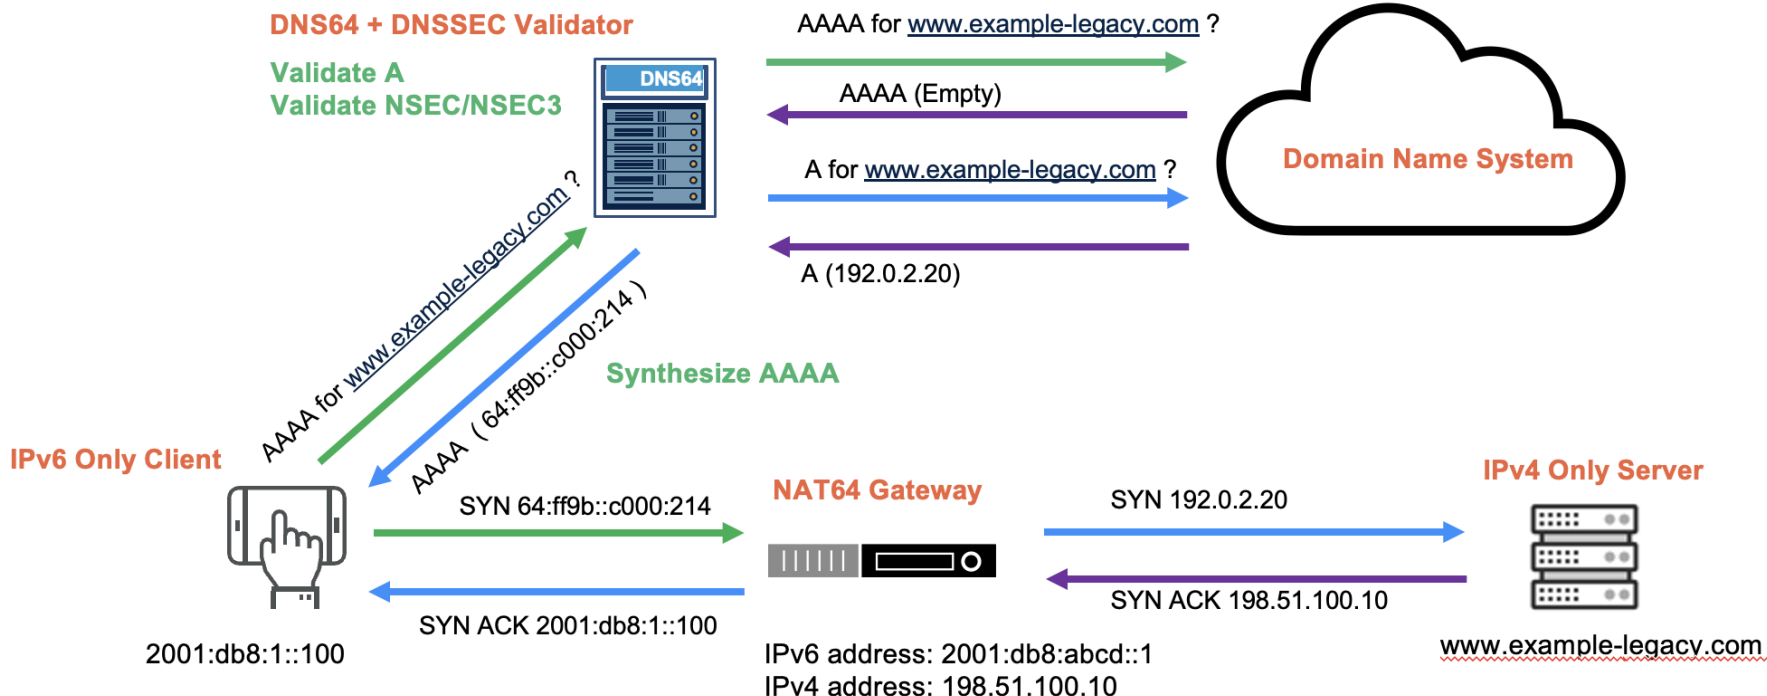 DNS64 + DNSSEC Validator
Validate A
Validate NSEC/NSEC3
DNS64
AAAA for www.example-legacy.com ?
AAAA (Empty)
A for www.example-legacy.com ?
A (192.0.2.20)
Domain Name System
AAAA for www.example-legacy.com ?
AAAA ( 64:ff9b::c000:214 )
Synthesize AAAA
IPv6 Only Client
2001:db8:1::100
SYN 64:ff9b::c000:214
SYN ACK 2001:db8:1::100
NAT64 Gateway
IPv6 address: 2001:db8:abcd::1
IPv4 address: 198.51.100.10
SYN 192.0.2.20
SYN ACK 198.51.100.10
IPv4 Only Server
www.example-legacy.com